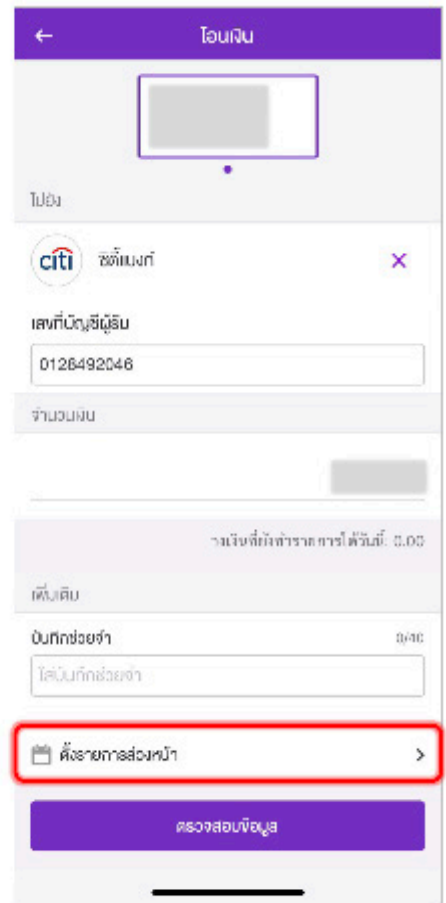 โอนเงิน
ไปยัง
citi ซิตี้แบงก์
เลขที่บัญชีผู้รับ
0126492046
จำนวนเงิน
วงเงินที่ยังทำรายการได้วันนี้: 0.00
เพิ่มเติม
บันทึกช่วยจำ 0/40
ใส่บันทึกช่วยจำ
ตั้งรายการล่วงหน้า
ตรวจสอบข้อมูล